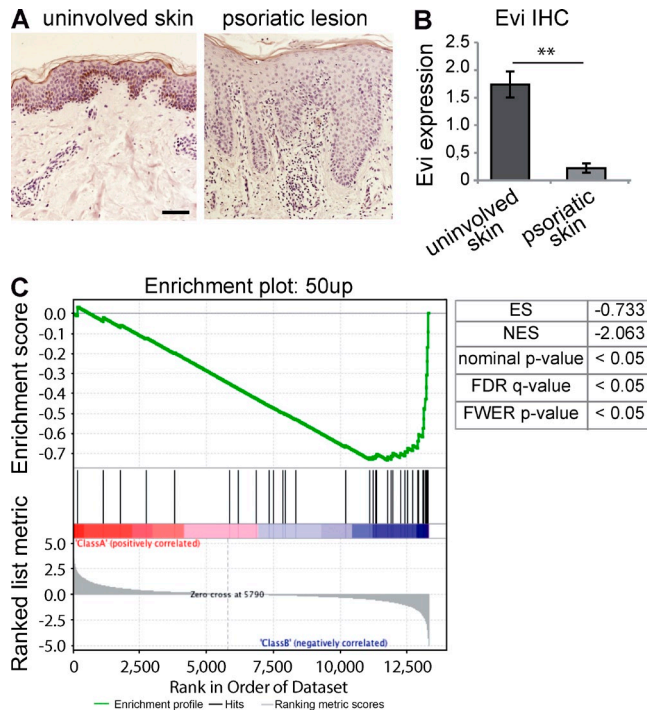 A uninvolved skin psoriatic lesion
B Evi IHC
**
Evi expression
2.0
1.5
1.0
0.5
0
uninvolved
skin
psoriatic
skin
C Enrichment plot: 50up
Enrichment score
0.0
-0.1
-0.2
-0.3
-0.4
-0.5
-0.6
-0.7
ES -0.733
NES -2.063
nominal p-value < 0.05
FDR q-value < 0.05
FWER p-value < 0.05
Ranked list metric
5.0
2.5
0.0
-2.5
-5.0
'ClassA' (positively correlated)
Zero cross at 5790
'ClassB' (negatively correlated)
0 2,500 5,000 7,500 10,000 12,500
Rank in Order of Dataset
Enrichment profile Hits Ranking metric scores